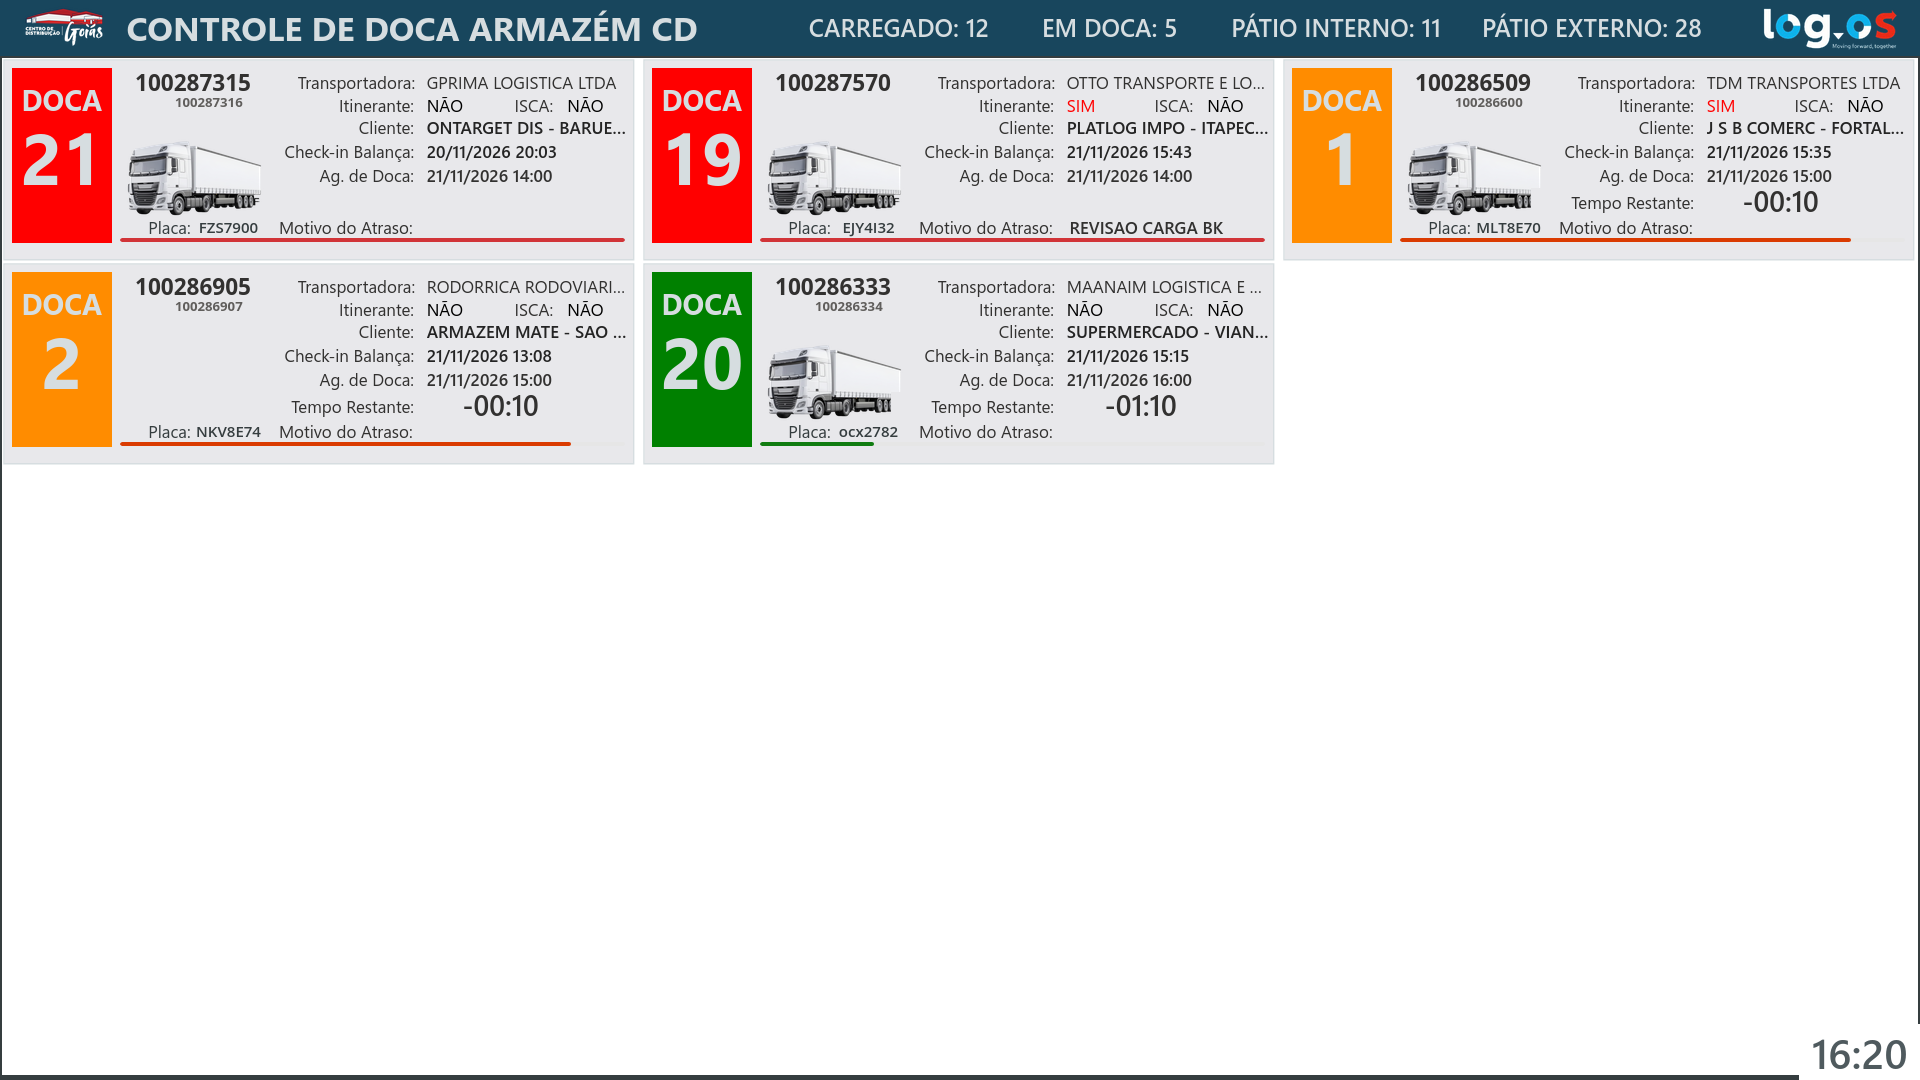 CENTRO DE DISTRIBUIÇÃO Goiás
CONTROLE DE DOCA ARMAZÉM CD
CARREGADO: 12
EM DOCA: 5
PÁTIO INTERNO: 11
PÁTIO EXTERNO: 28
log.os
Moving forward, together
DOCA
21
100287315
100287316
Transportadora: GPRIMA LOGISTICA LTDA
Itinerante: NÃO ISCA: NÃO
Cliente: ONTARGET DIS - BARUE...
Check-in Balança: 20/11/2026 20:03
Ag. de Doca: 21/11/2026 14:00
Placa: FZS7900 Motivo do Atraso:
DOCA
19
100287570
Transportadora: OTTO TRANSPORTE E LO...
Itinerante: SIM ISCA: NÃO
Cliente: PLATLOG IMPO - ITAPEC...
Check-in Balança: 21/11/2026 15:43
Ag. de Doca: 21/11/2026 14:00
Placa: EJY4I32 Motivo do Atraso: REVISAO CARGA BK
DOCA
1
100286509
100286600
Transportadora: TDM TRANSPORTES LTDA
Itinerante: SIM ISCA: NÃO
Cliente: J S B COMERC - FORTAL...
Check-in Balança: 21/11/2026 15:35
Ag. de Doca: 21/11/2026 15:00
Tempo Restante: -00:10
Placa: MLT8E70 Motivo do Atraso:
DOCA
2
100286905
100286907
Transportadora: RODORRICA RODOVIARI...
Itinerante: NÃO ISCA: NÃO
Cliente: ARMAZEM MATE - SAO ...
Check-in Balança: 21/11/2026 13:08
Ag. de Doca: 21/11/2026 15:00
Tempo Restante: -00:10
Placa: NKV8E74 Motivo do Atraso:
DOCA
20
100286333
100286334
Transportadora: MAANAIM LOGISTICA E ...
Itinerante: NÃO ISCA: NÃO
Cliente: SUPERMERCADO - VIAN...
Check-in Balança: 21/11/2026 15:15
Ag. de Doca: 21/11/2026 16:00
Tempo Restante: -01:10
Placa: ocx2782 Motivo do Atraso:
16:20